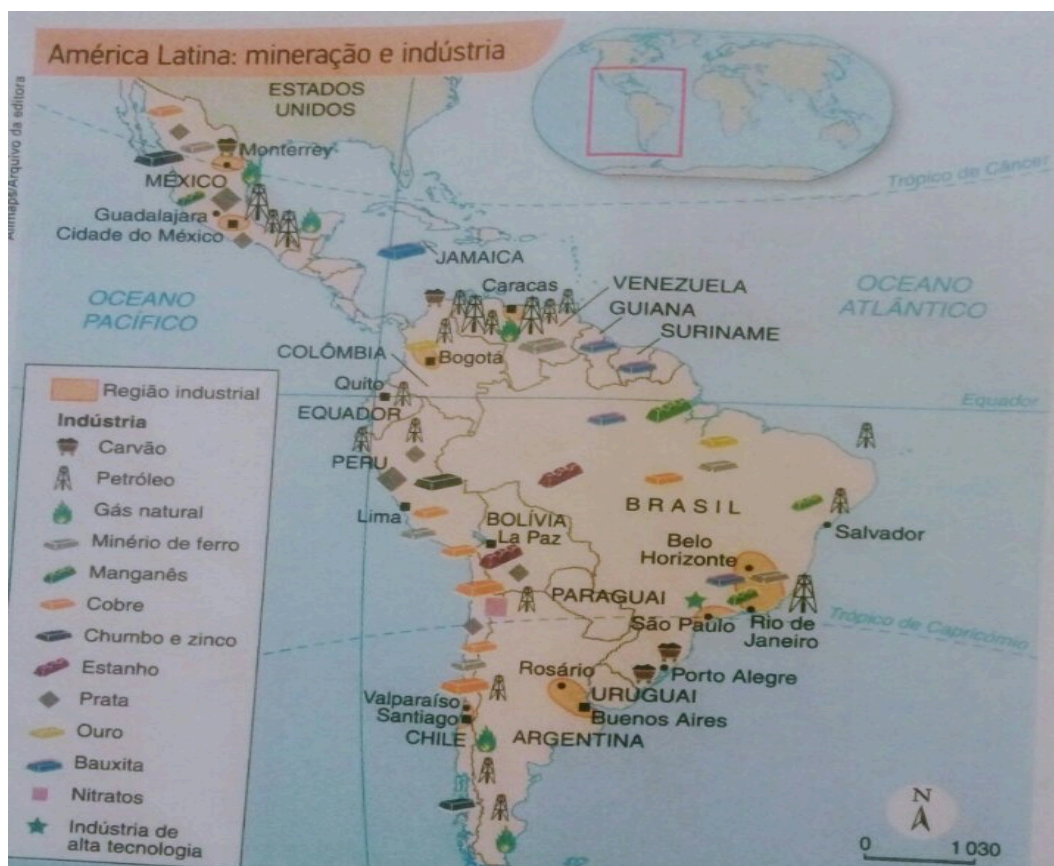 América Latina: mineração e indústria
Allmaps/Arquivo da editora
ESTADOS
UNIDOS
Monterrey
MÉXICO
Guadalajara
Cidade do México
JAMAICA
Trópico de Câncer
OCEANO
PACÍFICO
OCEANO
ATLÂNTICO
Caracas
VENEZUELA
GUIANA
SURINAME
COLÔMBIA
Bogotá
Quito
EQUADOR
Equador
PERU
Lima
BRASIL
BOLÍVIA
La Paz
Salvador
Belo
Horizonte
PARAGUAI
São Paulo
Rio de
Janeiro
Trópico de Capricórnio
Rosário
Porto Alegre
Valparaíso
Santiago
URUGUAI
Buenos Aires
CHILE
ARGENTINA
Região industrial
Indústria
Carvão
Petróleo
Gás natural
Minério de ferro
Manganês
Cobre
Chumbo e zinco
Estanho
Prata
Ouro
Bauxita
Nitratos
Indústria de
alta tecnologia
N
0 1 030